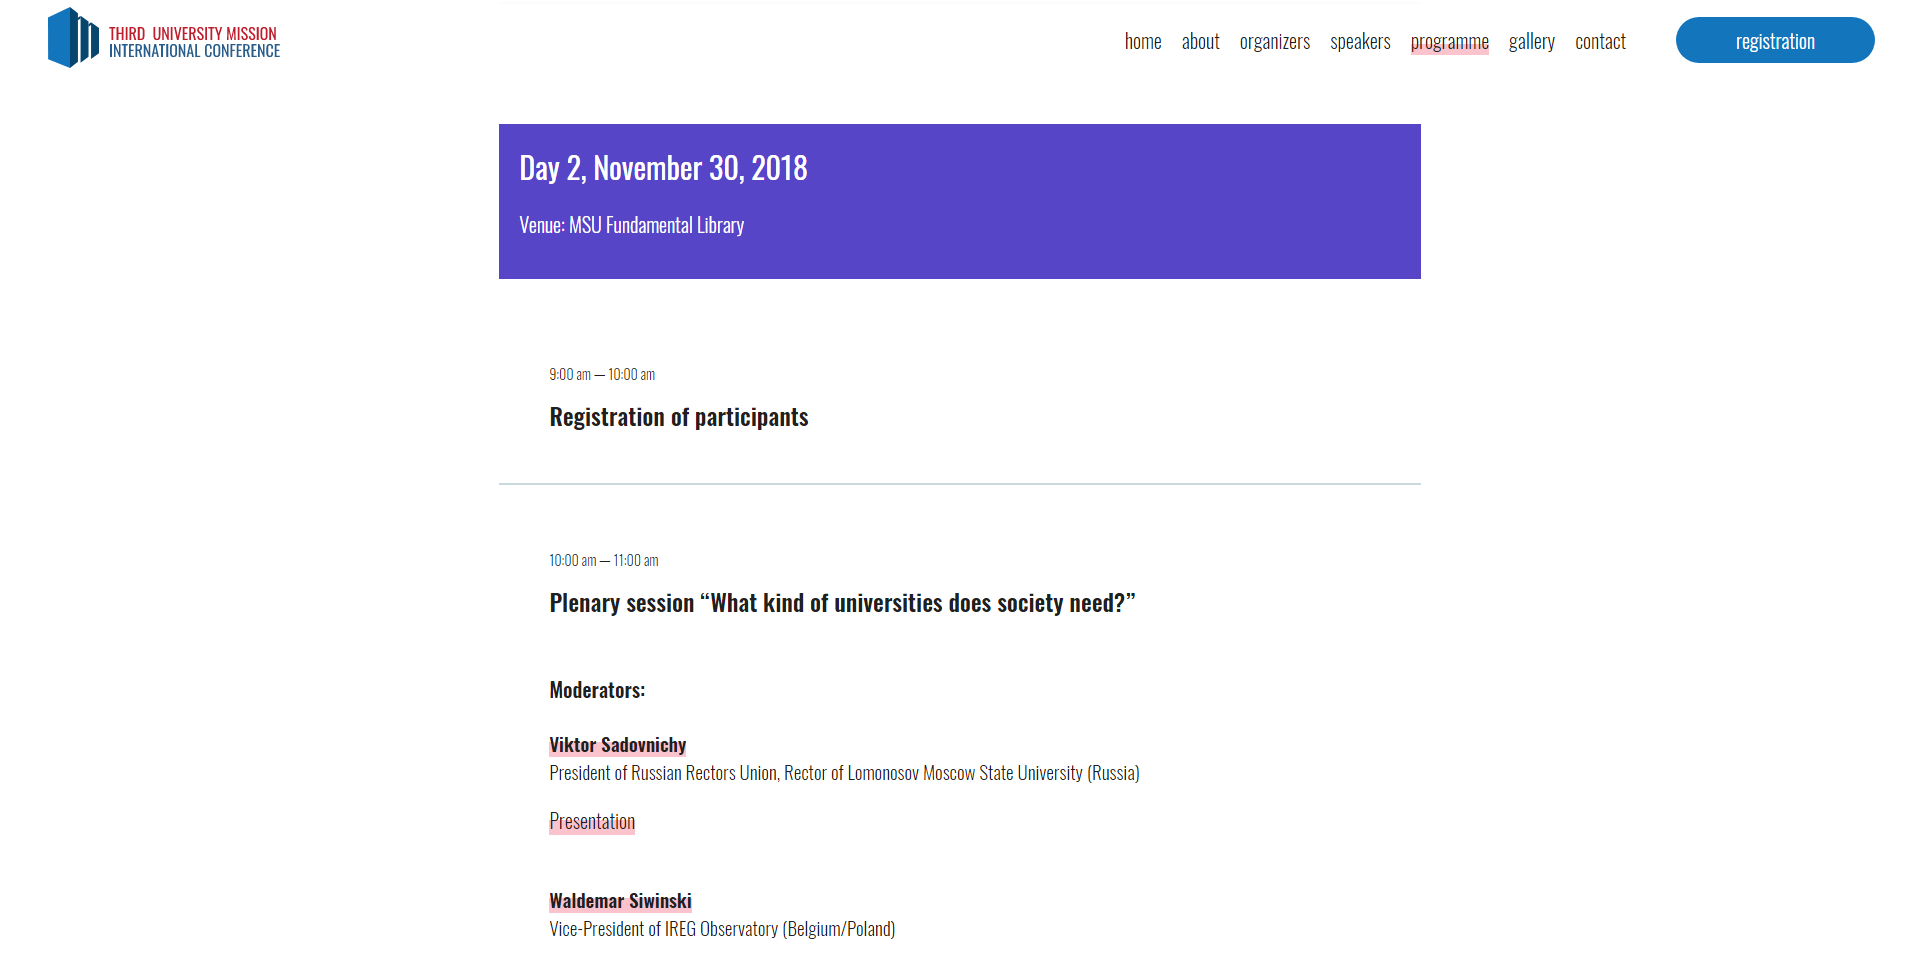 THIRD UNIVERSITY MISSION
INTERNATIONAL CONFERENCE
home about organizers speakers programme gallery contact registration
Day 2, November 30, 2018
Venue: MSU Fundamental Library
9:00 am — 10:00 am
Registration of participants
10:00 am — 11:00 am
Plenary session “What kind of universities does society need?”
Moderators:
Viktor Sadovnichy
President of Russian Rectors Union, Rector of Lomonosov Moscow State University (Russia)
Presentation
Waldemar Siwinski
Vice-President of IREG Observatory (Belgium/Poland)